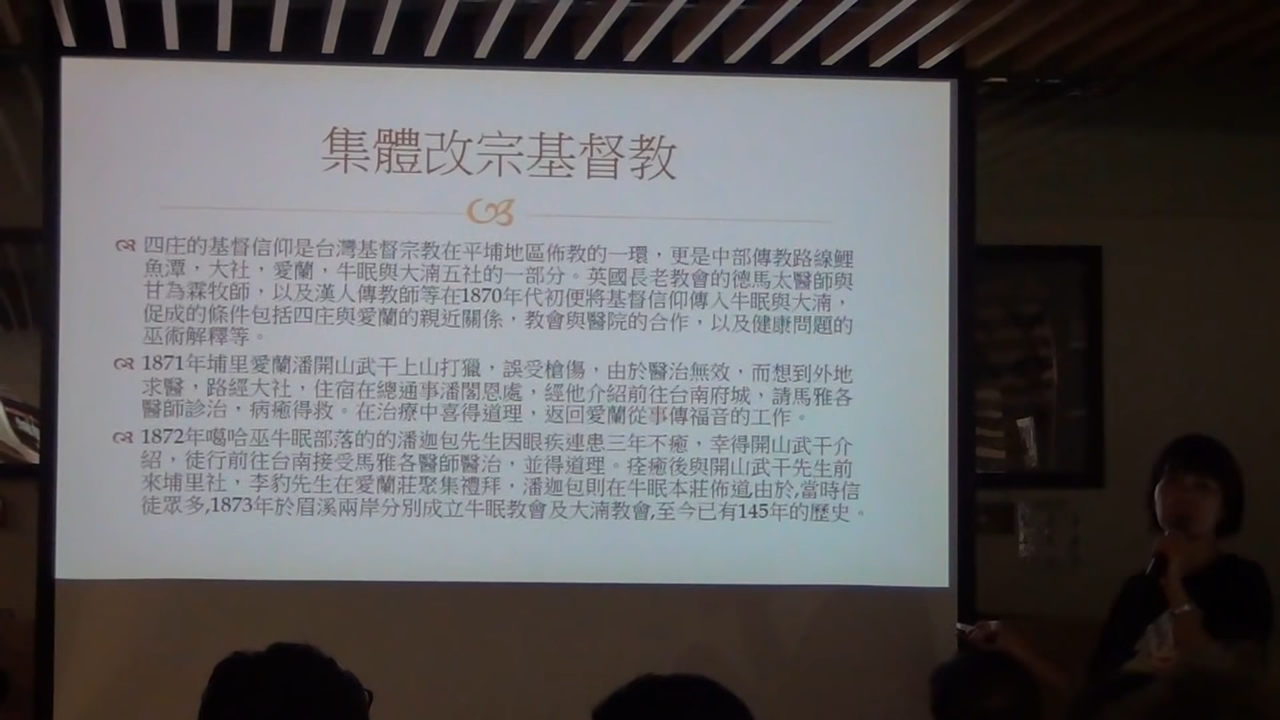 集體改宗基督教
四庄的基督信仰是台灣基督宗教在平埔地區佈教的一環，更是中部傳教路線鯉
魚潭，大社，愛蘭，牛眠與大湳五社的一部分。英國長老教會的德馬太醫師與
甘為霖牧師，以及漢人傳教師等在1870年代初便將基督信仰傳入牛眠與大湳，
促成的條件包括四庄與愛蘭的親近關係，教會與醫院的合作，以及健康問題的
巫術解釋等。
1871年埔里愛蘭潘開山武干上山打獵，誤受槍傷，由於醫治無效，而想到外地
求醫，路經大社，住宿在總通事潘閣恩處，經他介紹前往台南府城，請馬雅各
醫師診治，病癒得救。在治療中喜得道理，返回愛蘭從事傳福音的工作。
1872年噶哈巫牛眠部落的的潘迦包先生因眼疾連患三年不癒，幸得開山武干介
紹，徒行前往台南接受馬雅各醫師醫治，並得道理。痊癒後與開山武干先生前
來埔里社，李豹先生在愛蘭莊聚集禮拜，潘迦包則在牛眠本莊佈道,由於,當時信
徒眾多,1873年於眉溪兩岸分別成立牛眠教會及大湳教會,至今已有145年的歷史。